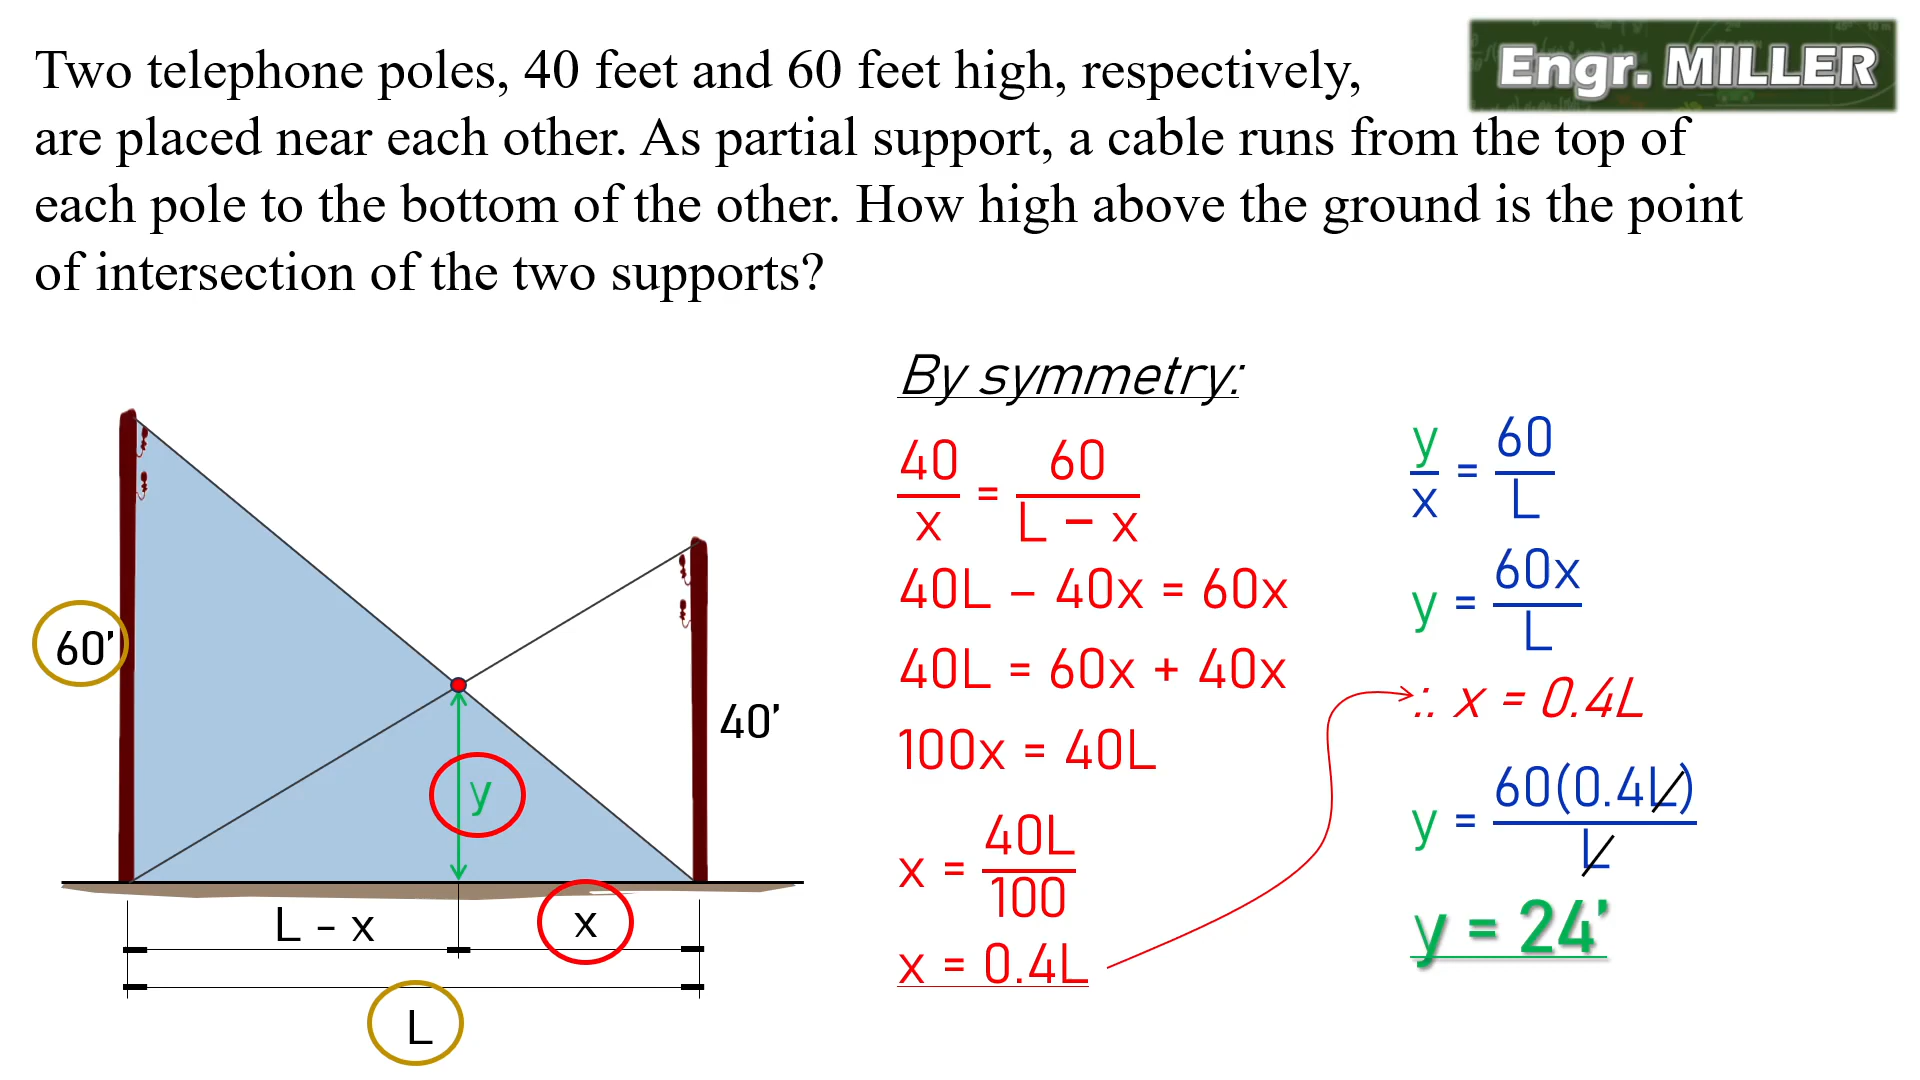 Two telephone poles, 40 feet and 60 feet high, respectively,
are placed near each other. As partial support, a cable runs from the top of
each pole to the bottom of the other. How high above the ground is the point
of intersection of the two supports?
Engr. MILLER
60'
40'
y
L - x
x
L
By symmetry:
40/x = 60/(L − x)
40L − 40x = 60x
40L = 60x + 40x
100x = 40L
x = 40L/100
x = 0.4L
y/x = 60/L
y = 60x/L
∴ x = 0.4L
y = 60(0.4L)/L
y = 24'